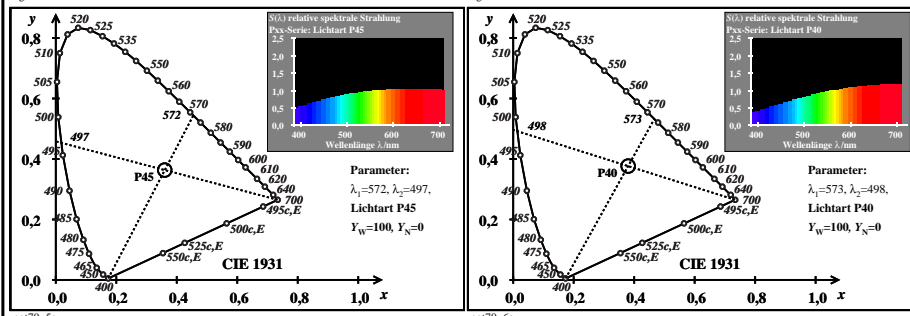 y
520
525
510
535
0,8
550
505
560
0,6
570
500
572
580
497
590
495
600
0,4
610
P45
620
490
640
700
495c,E
0,2
485
500c,E
480
525c,E
475
550c,E
465
450
400
CIE 1931
0,0
0,0 0,2 0,4 0,6 0,8 1,0 x
S(λ) relative spektrale Strahlung
Pxx-Serie: Lichtart P45
2,5
2,0
1,5
1,0
0,5
0,0
400 500 600 700
Wellenlänge λ/nm
Parameter:
λ₁=572, λ₂=497,
Lichtart P45
Y_W=100, Y_N=0
y
520
525
510
535
0,8
550
505
560
0,6
570
500
573
580
498
590
495
600
0,4
610
P40
620
490
640
700
495c,E
0,2
485
500c,E
480
525c,E
475
550c,E
465
450
400
CIE 1931
0,0
0,0 0,2 0,4 0,6 0,8 1,0 x
S(λ) relative spektrale Strahlung
Pxx-Serie: Lichtart P40
2,5
2,0
1,5
1,0
0,5
0,0
400 500 600 700
Wellenlänge λ/nm
Parameter:
λ₁=573, λ₂=498,
Lichtart P40
Y_W=100, Y_N=0